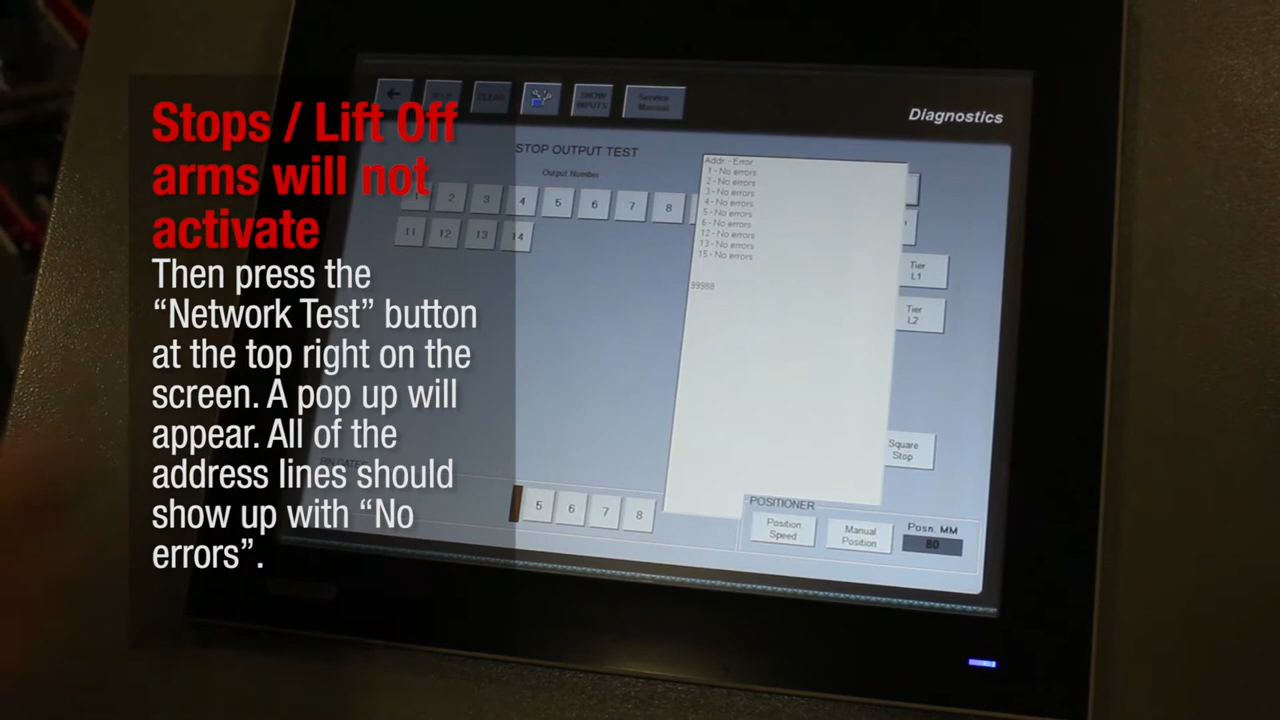 Stops / Lift Off
arms will not
activate
Then press the
“Network Test” button
at the top right on the
screen. A pop up will
appear. All of the
address lines should
show up with “No
errors”.
CLEAR
SHOW
INPUTS
Service
Manual
Diagnostics
STOP OUTPUT TEST
Output Number
1 2 3 4 5 6 7 8
11 12 13 14
Addr - Error
1 - No errors
2 - No errors
3 - No errors
4 - No errors
5 - No errors
6 - No errors
12 - No errors
13 - No errors
15 - No errors
99988
Tier
L1
Tier
L2
Square
Stop
5 6 7 8
POSITIONER
Position
Speed
Manual
Position
Posn. MM
80